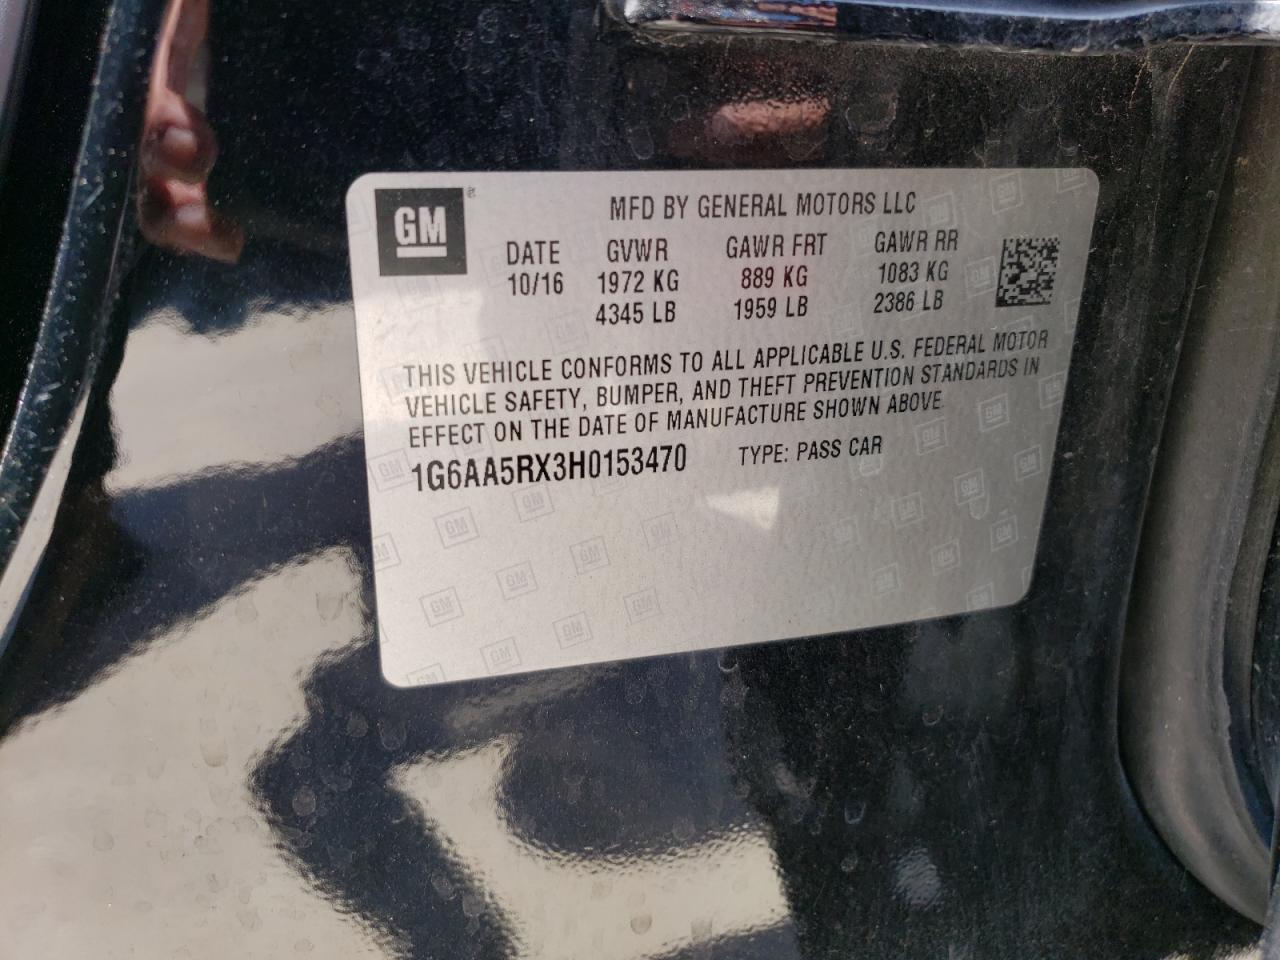 GM ®
MFD BY GENERAL MOTORS LLC
DATE GVWR GAWR FRT GAWR RR
10/16 1972 KG 889 KG 1083 KG
4345 LB 1959 LB 2386 LB
THIS VEHICLE CONFORMS TO ALL APPLICABLE U.S. FEDERAL MOTOR
VEHICLE SAFETY, BUMPER, AND THEFT PREVENTION STANDARDS IN
EFFECT ON THE DATE OF MANUFACTURE SHOWN ABOVE
1G6AA5RX3H0153470 TYPE: PASS CAR